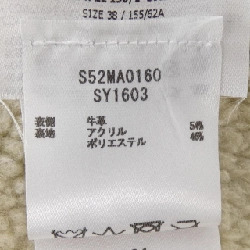 SIZE 38 / 155/82A
S52MA0160
SY1603
表側 牛革
裏地 アクリル 54%
ポリエステル 46%